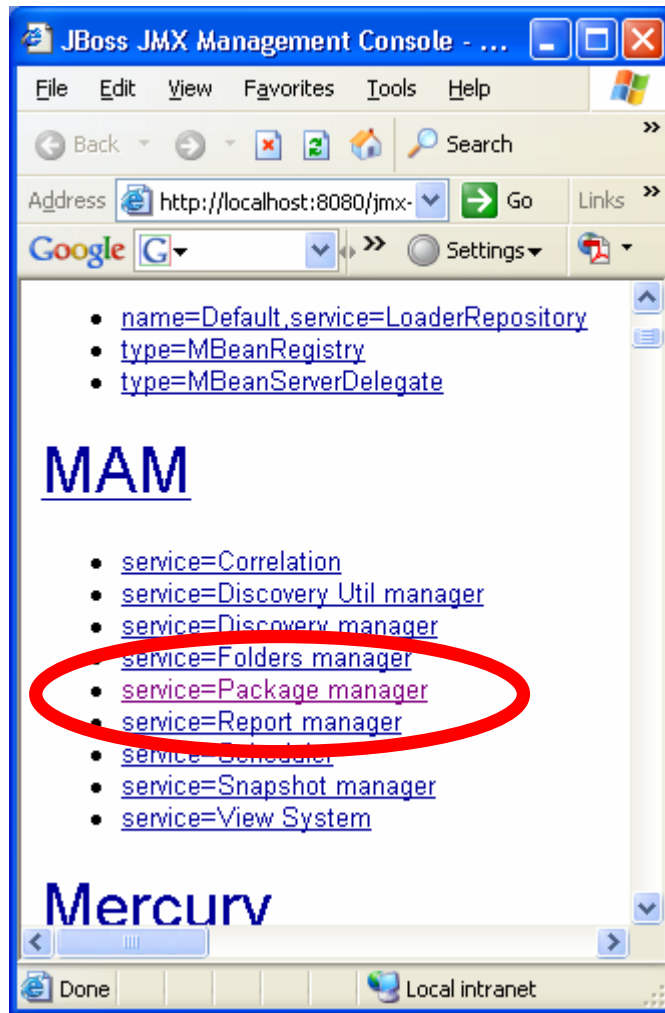 JBoss JMX Management Console - ...
File Edit View Favorites Tools Help
Back Search »
Address http://localhost:8080/jmx- Go Links »
Google G » Settings
name=Default,service=LoaderRepository
type=MBeanRegistry
type=MBeanServerDelegate
MAM
service=Correlation
service=Discovery Util manager
service=Discovery manager
service=Folders manager
service=Package manager
service=Report manager
service=Scheduler
service=Snapshot manager
service=View System
Mercury
Done Local intranet